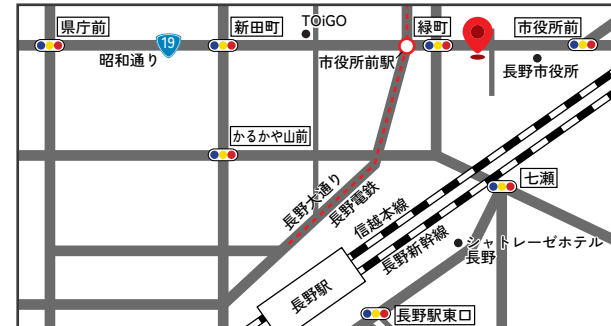 県庁前
19
新田町
TOiGO
緑町
市役所前
昭和通り
市役所前駅
長野市役所
かるかや山前
七瀬
長野大通り
長野電鉄
信越本線
長野新幹線
シャトレーゼホテル
長野
長野駅
長野駅東口